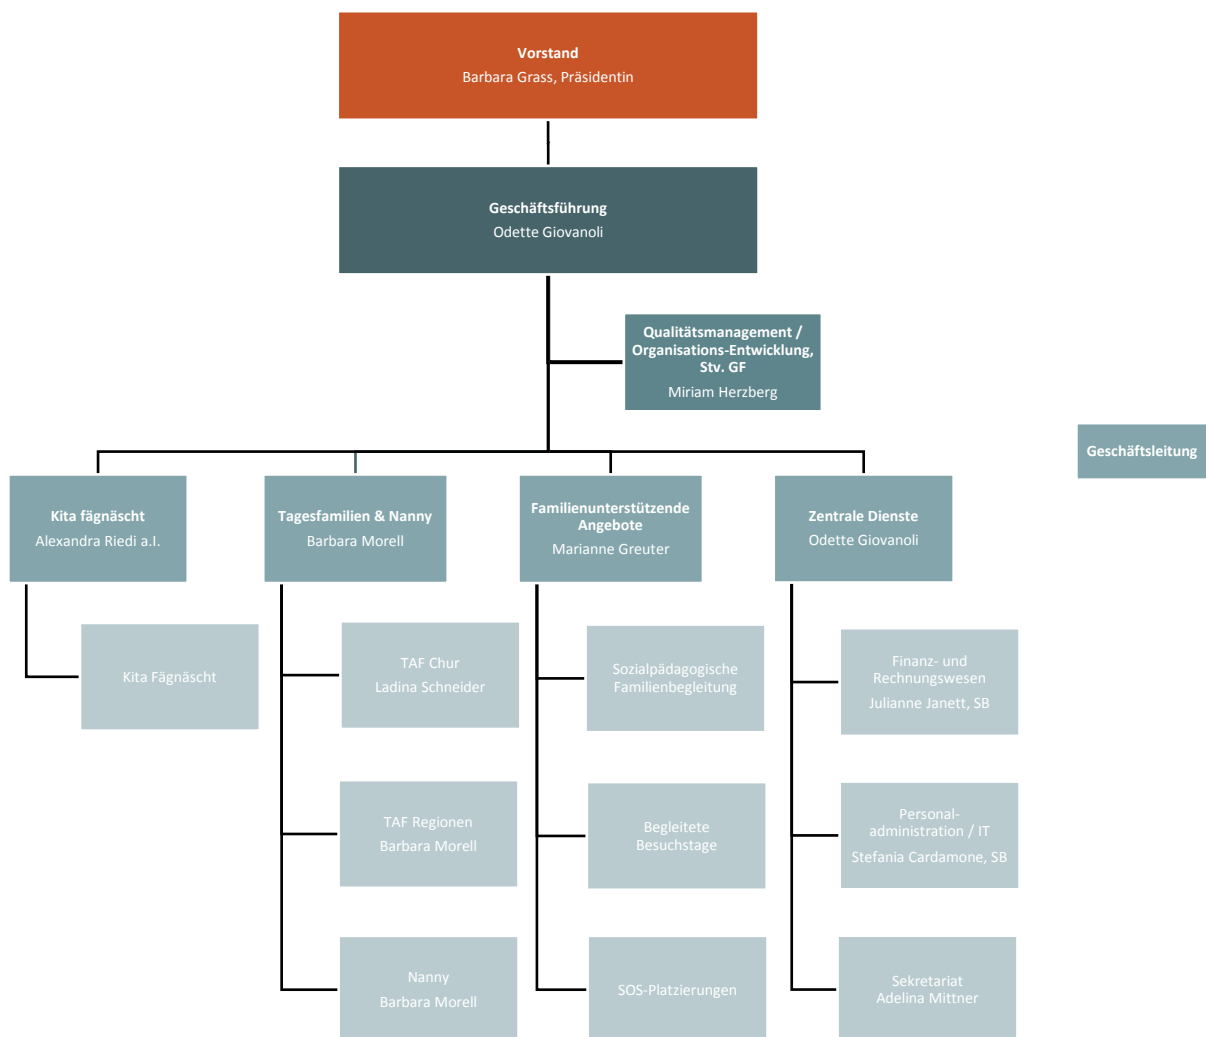 Vorstand
Barbara Grass, Präsidentin
Geschäftsführung
Odette Giovanoli
Qualitätsmanagement /
Organisations-Entwicklung,
Stv. GF
Miriam Herzberg
Geschäftsleitung
Kita fägnäscht
Alexandra Riedi a.I.
Tagesfamilien & Nanny
Barbara Morell
Familienunterstützende
Angebote
Marianne Greuter
Zentrale Dienste
Odette Giovanoli
Kita Fägnäscht
TAF Chur
Ladina Schneider
Sozialpädagogische
Familienbegleitung
Finanz- und
Rechnungswesen
Julianne Janett, SB
TAF Regionen
Barbara Morell
Begleitete
Besuchstage
Personal-
administration / IT
Stefania Cardamone, SB
Nanny
Barbara Morell
SOS-Platzierungen
Sekretariat
Adelina Mittner